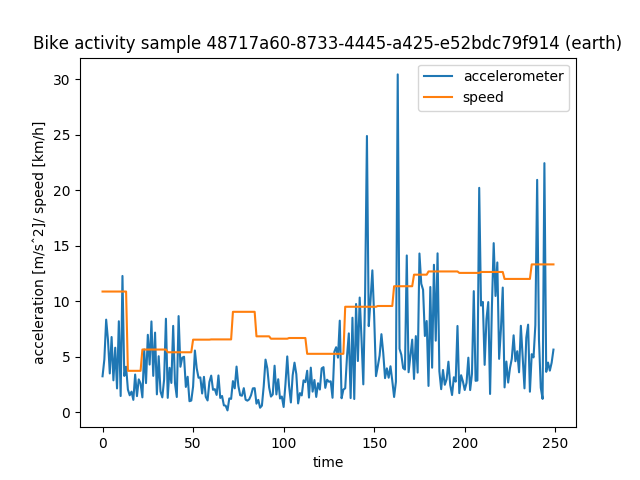 Bike activity sample 48717a60-8733-4445-a425-e52bdc79f914 (earth)
accelerometer
speed
acceleration [m/sˆ2]/ speed [km/h]
30
25
20
15
10
5
0
0 50 100 150 200 250
time